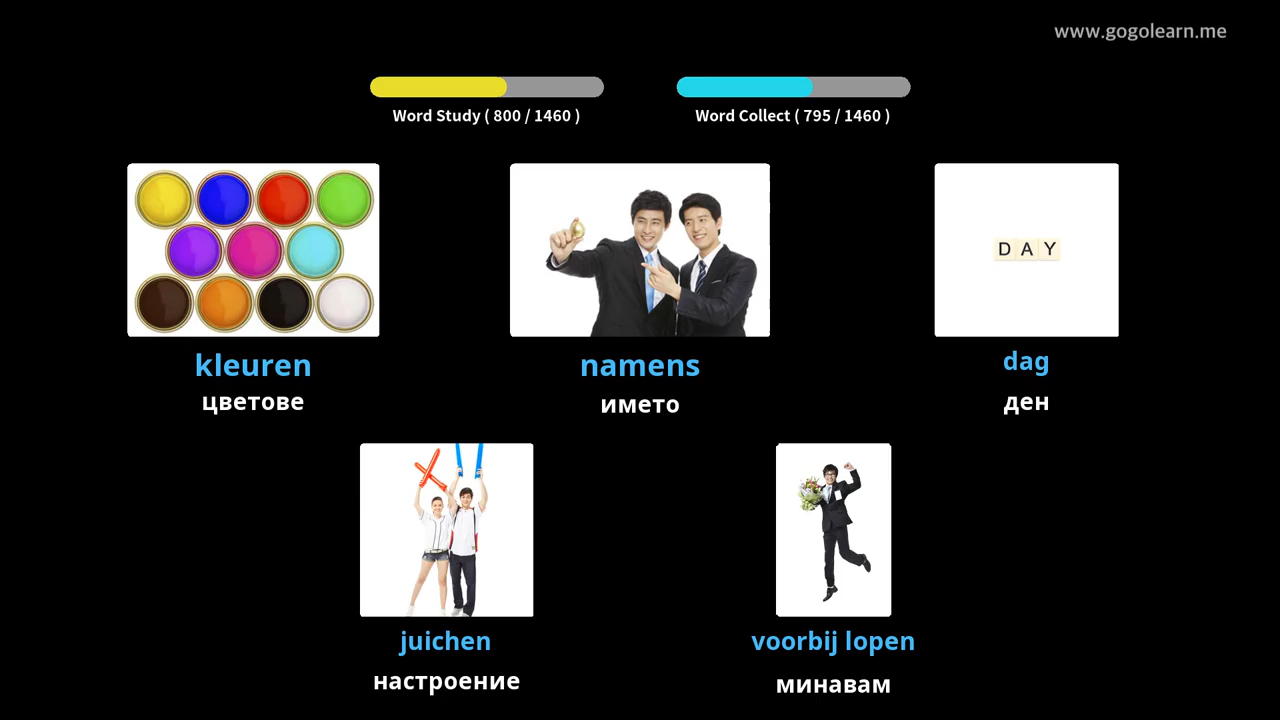 www.gogolearn.me
Word Study ( 800 / 1460 )
Word Collect ( 795 / 1460 )
DAY
kleuren
namens
dag
цветове
името
ден
juichen
voorbij lopen
настроение
минавам